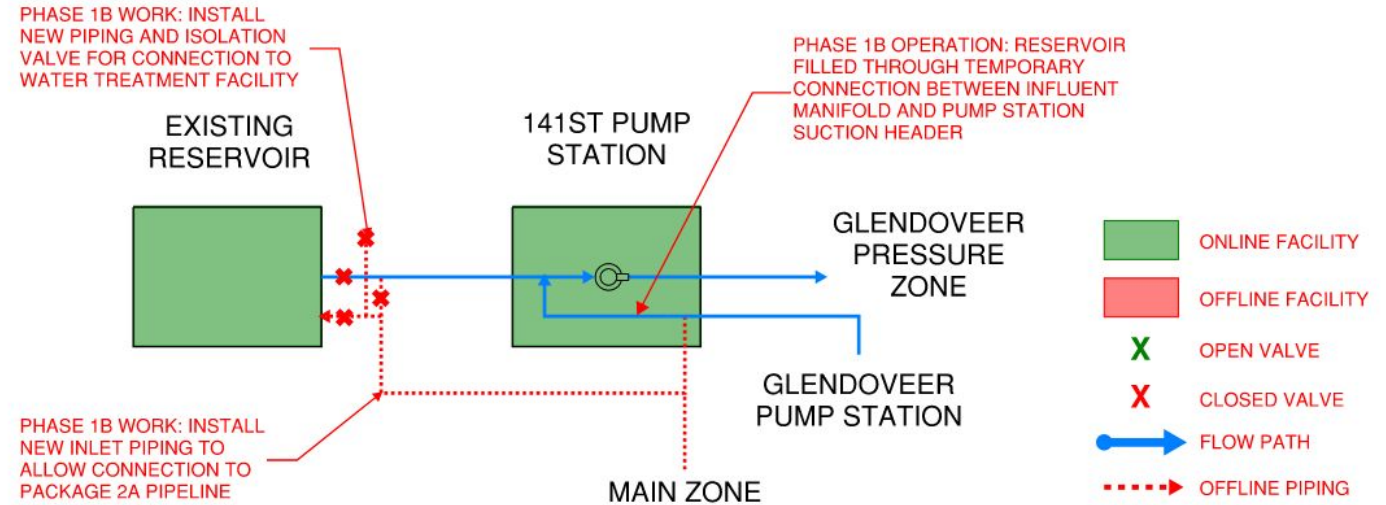 PHASE 1B WORK: INSTALL
NEW PIPING AND ISOLATION
VALVE FOR CONNECTION TO
WATER TREATMENT FACILITY
PHASE 1B OPERATION: RESERVOIR
FILLED THROUGH TEMPORARY
CONNECTION BETWEEN INFLUENT
MANIFOLD AND PUMP STATION
SUCTION HEADER
EXISTING
RESERVOIR
141ST PUMP
STATION
GLENDOVEER
PRESSURE
ZONE
GLENDOVEER
PUMP STATION
MAIN ZONE
PHASE 1B WORK: INSTALL
NEW INLET PIPING TO
ALLOW CONNECTION TO
PACKAGE 2A PIPELINE
ONLINE FACILITY
OFFLINE FACILITY
X OPEN VALVE
X CLOSED VALVE
FLOW PATH
OFFLINE PIPING